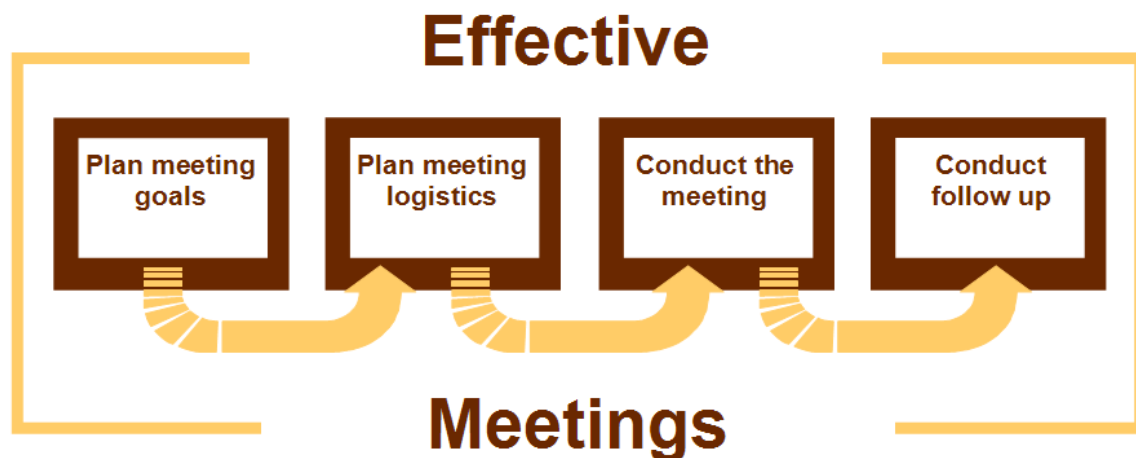 Effective
Plan meeting
goals
Plan meeting
logistics
Conduct the
meeting
Conduct
follow up
Meetings